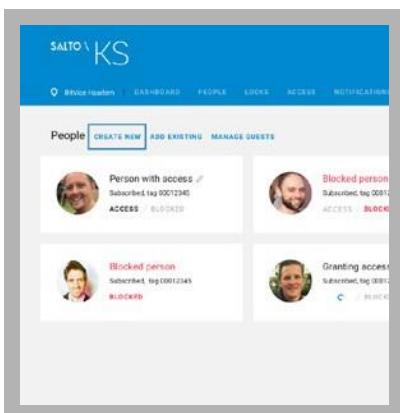 SALTO \ KS
Bitvice Haarlem DASHBOARD PEOPLE LOCKS ACCESS NOTIFICATIONS
People CREATE NEW ADD EXISTING MANAGE GUESTS
Person with access
Subscribed, tag 00012345
ACCESS / BLOCKED
Blocked person
Subscribed, tag 00012
ACCESS / BLOCK
Blocked person
Subscribed, tag 00012345
BLOCKED
Granting access
Subscribed, tag 00012
/ BLOCK